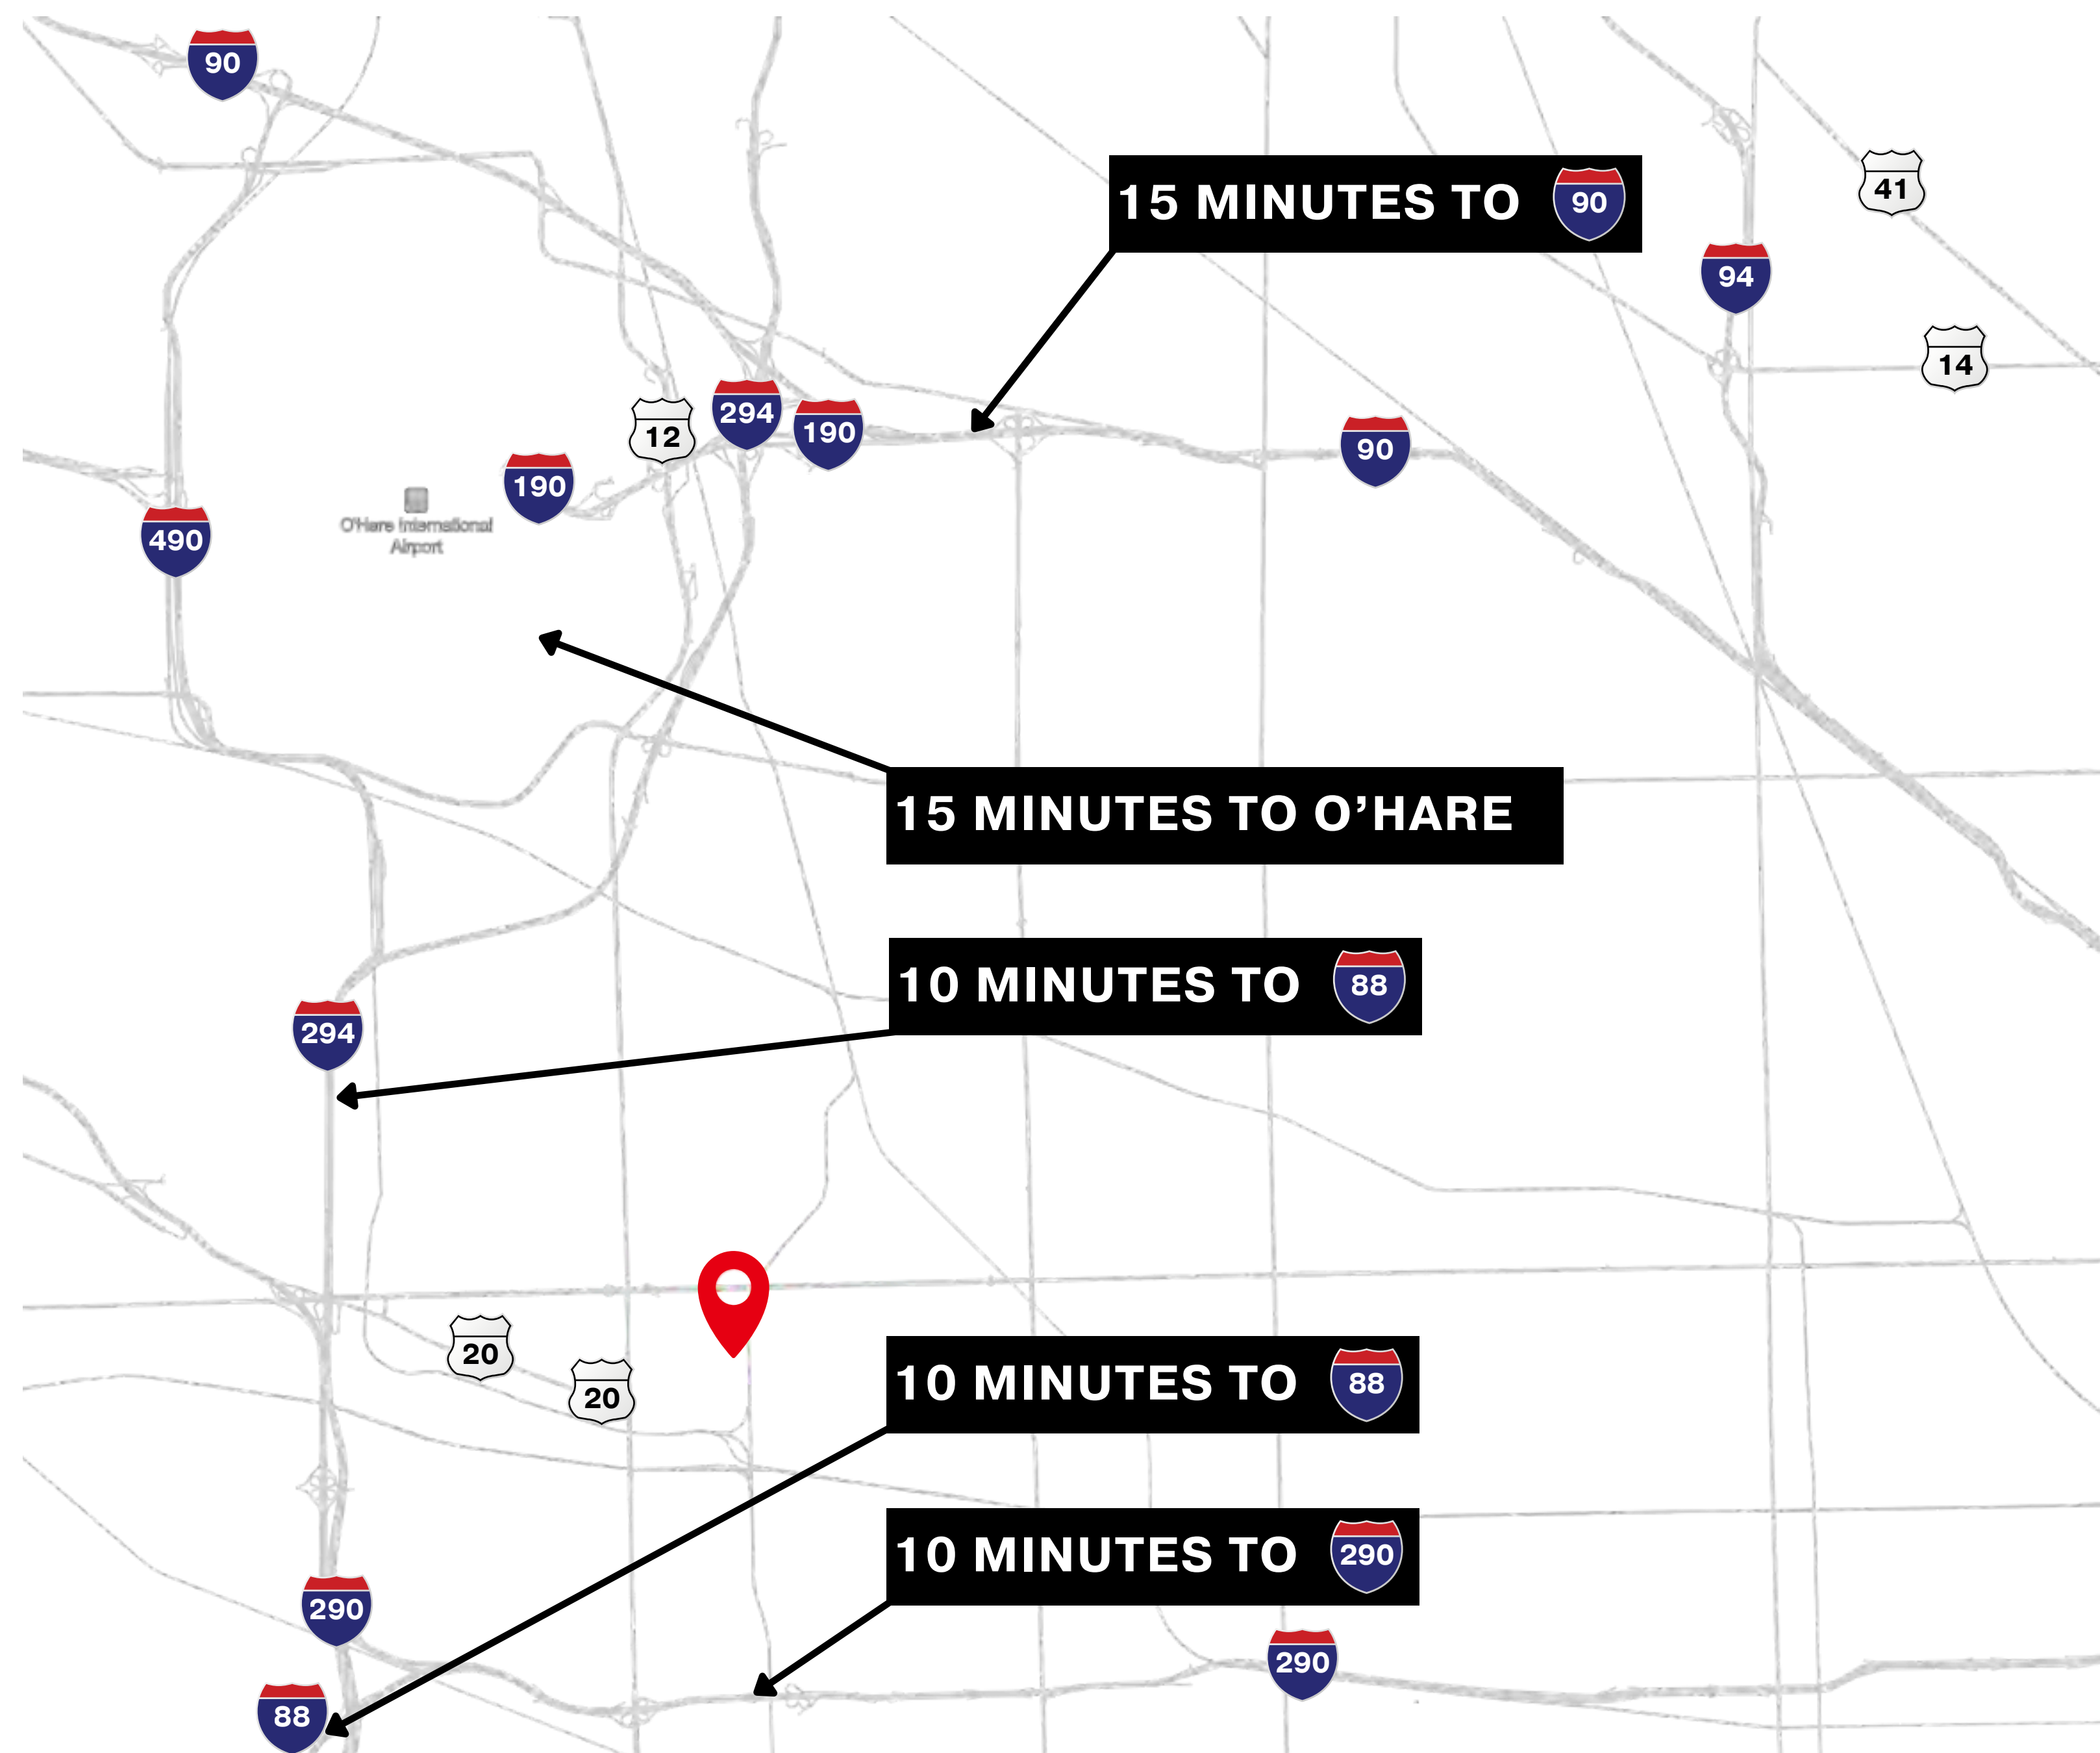 90
15 MINUTES TO 90
41
94
14
294
12
190
90
190
O'Hare International
Airport
490
15 MINUTES TO O’HARE
10 MINUTES TO 88
294
20
20
10 MINUTES TO 88
10 MINUTES TO 290
290
290
88